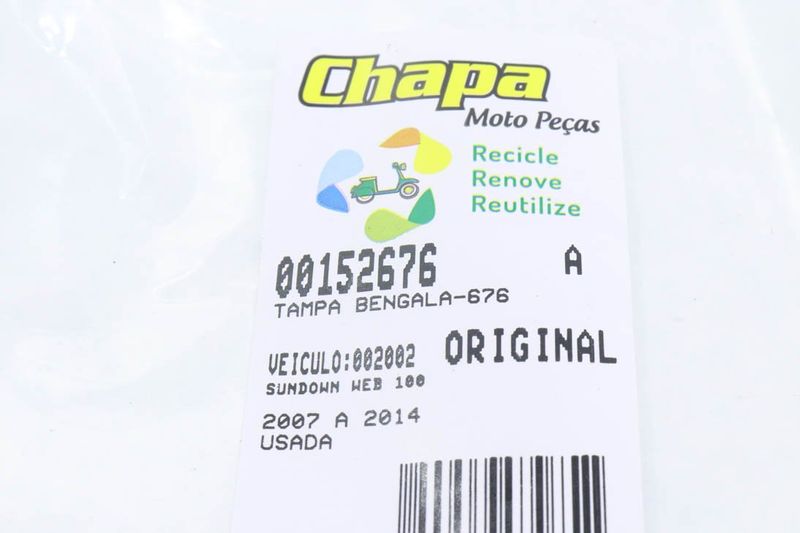 Chapa
Moto Peças
Recicle
Renove
Reutilize
00152676 A
TAMPA BENGALA-676
VEICULO:002002 ORIGINAL
SUNDOWN WEB 100
2007 A 2014
USADA